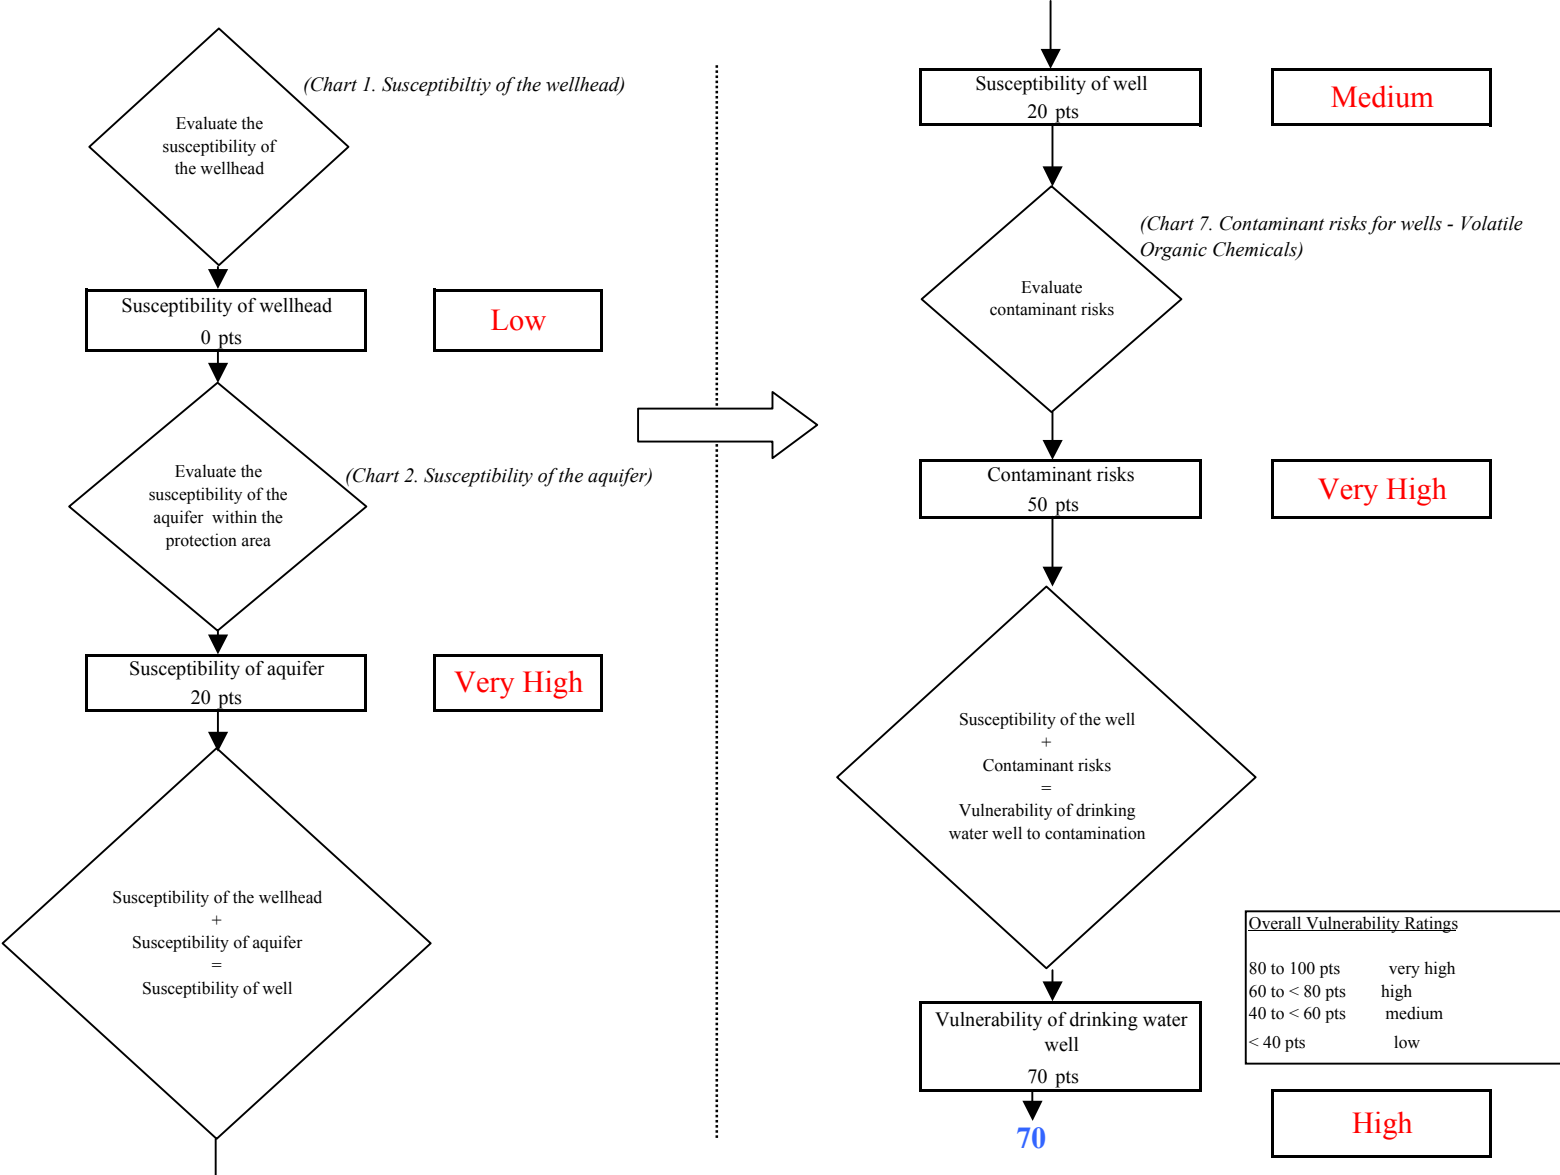 (Chart 1. Susceptibiltiy of the wellhead)
Evaluate the
susceptibility of
the wellhead
Susceptibility of wellhead
0 pts
Low
(Chart 2. Susceptibility of the aquifer)
Evaluate the
susceptibility of the
aquifer within the
protection area
Susceptibility of aquifer
20 pts
Very High
Susceptibility of the wellhead
+
Susceptibility of aquifer
=
Susceptibility of well
Susceptibility of well
20 pts
Medium
(Chart 7. Contaminant risks for wells - Volatile
Organic Chemicals)
Evaluate
contaminant risks
Contaminant risks
50 pts
Very High
Susceptibility of the well
+
Contaminant risks
=
Vulnerability of drinking
water well to contamination
Vulnerability of drinking water
well
70 pts
70
Overall Vulnerability Ratings
80 to 100 pts very high
60 to < 80 pts high
40 to < 60 pts medium
< 40 pts low
High